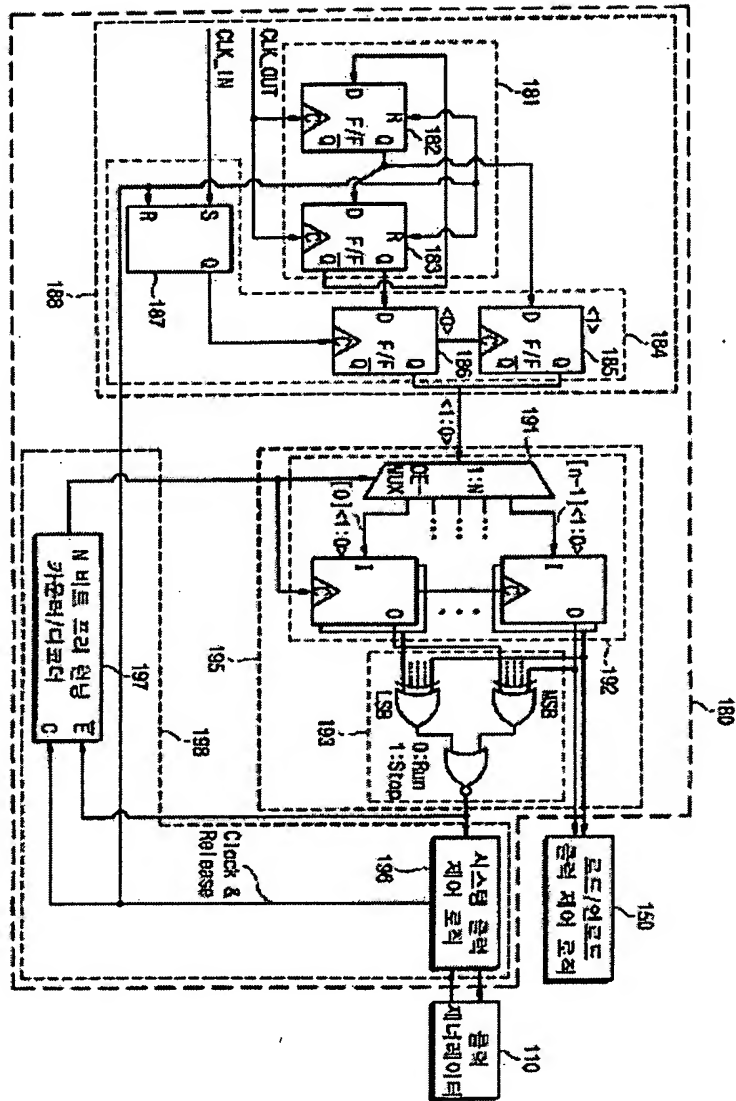 180
188
181
CLK_OUT
CLK_IN
D
R
Q
F/F
C
Q
182
D
R
Q
F/F
C
Q
183
S
R
Q
187
184
<1>
D
Q
F/F
C
Q
185
<0>
D
Q
F/F
C
Q
186
<1:0>
191
1:N
DE
MUX
[n-1]<1:0>
[0]<1:0>
I
O
C
I
O
C
192
195
MSB
LSB
193
0:Run
1:Stop
로드/언로드
클럭 제어 로직
150
시스템 클럭
제어 로직
196
클럭
제너레이터
110
Clock &
Release
198
N 비트 프리 런닝
카운터/디코더
E
C
197